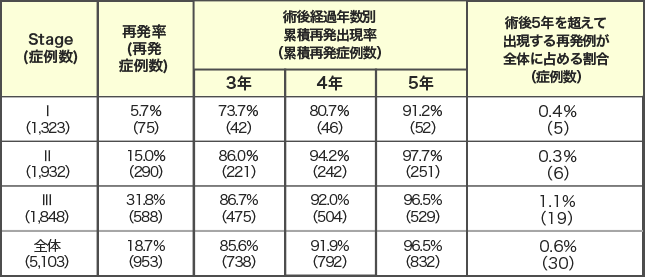 Stage
(症例数)
再発率
(再発
症例数)
術後経過年数別
累積再発出現率
(累積再発症例数)
術後5年を超えて
出現する再発例が
全体に占める割合
(症例数)
3年
4年
5年
I
(1,323)
5.7%
(75)
73.7%
(42)
80.7%
(46)
91.2%
(52)
0.4%
(5)
II
(1,932)
15.0%
(290)
86.0%
(221)
94.2%
(242)
97.7%
(251)
0.3%
(6)
III
(1,848)
31.8%
(588)
86.7%
(475)
92.0%
(504)
96.5%
(529)
1.1%
(19)
全体
(5,103)
18.7%
(953)
85.6%
(738)
91.9%
(792)
96.5%
(832)
0.6%
(30)